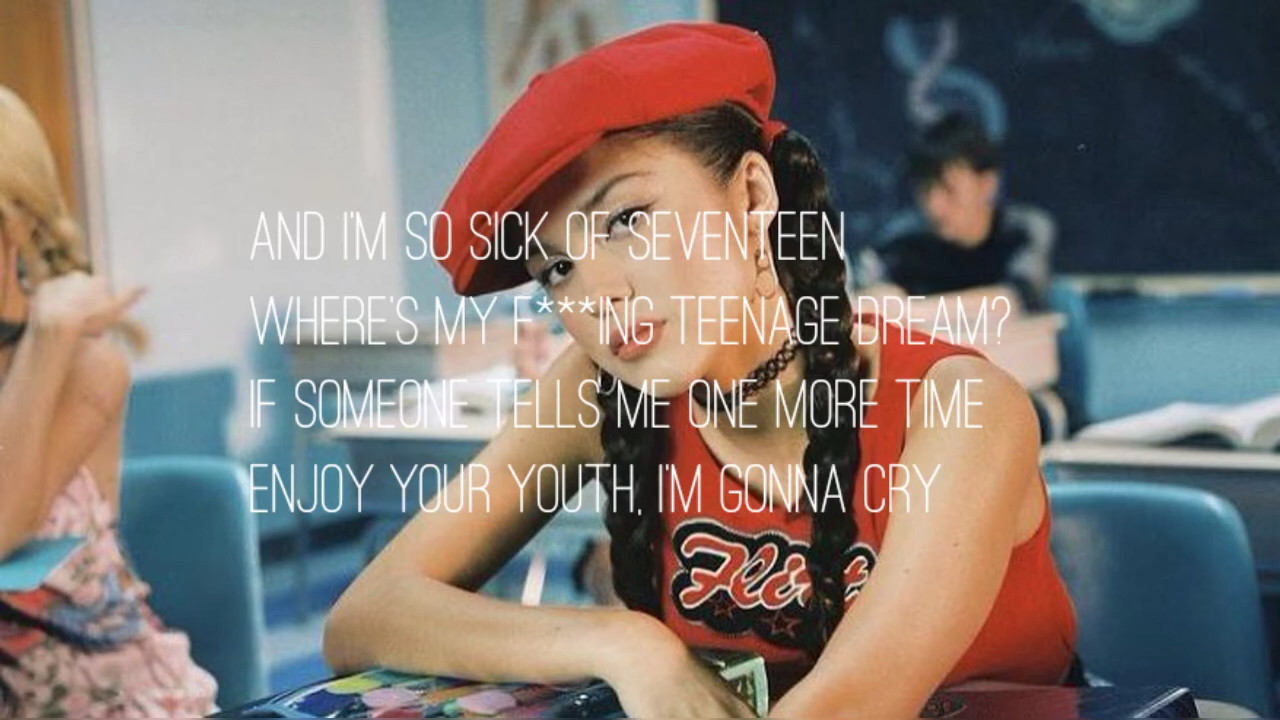 AND I'M SO SICK OF SEVENTEEN
WHERE'S MY F***ING TEENAGE DREAM?
IF SOMEONE TELLS ME ONE MORE TIME
ENJOY YOUR YOUTH, I'M GONNA CRY
Flirt